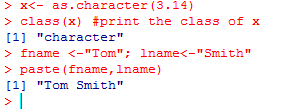 > x<- as.character(3.14)
> class(x) #print the class of x
[1] "character"
> fname <-"Tom"; lname<-"Smith"
> paste(fname,lname)
[1] "Tom Smith"
>